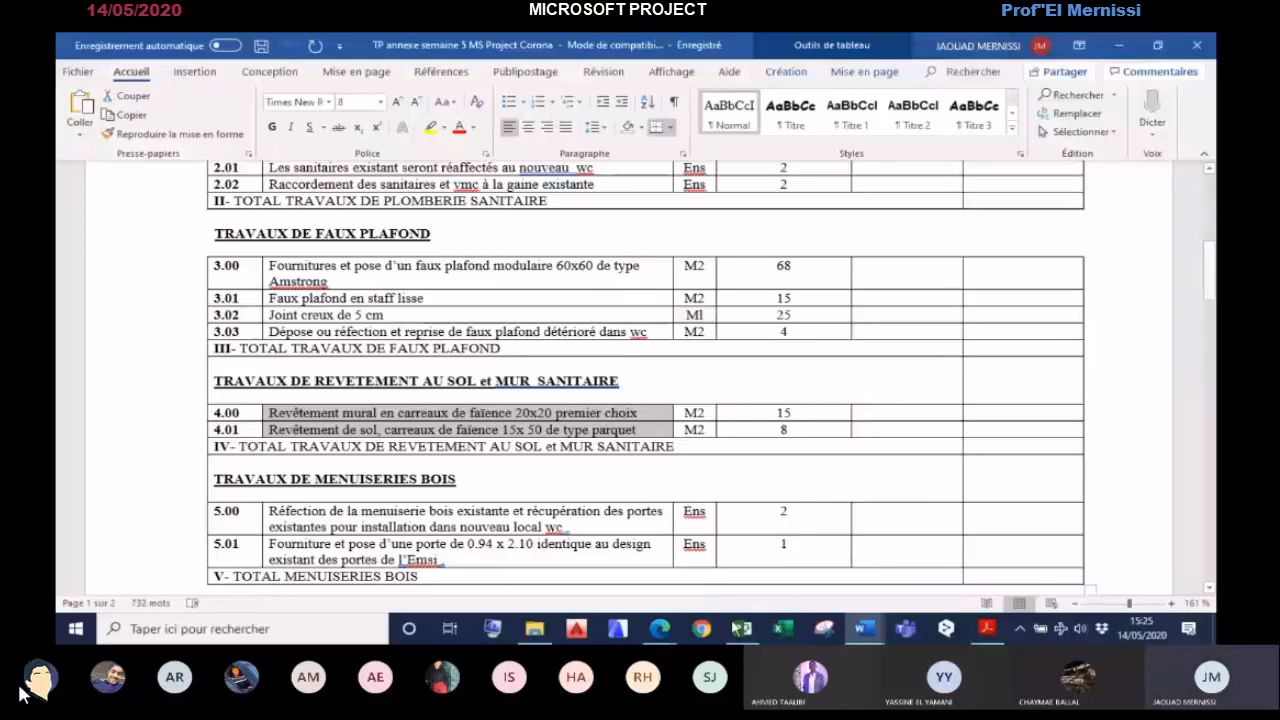 14/05/2020 MICROSOFT PROJECT Prof"El Mernissi
Enregistrement automatique TP annexe semaine 5 MS Project Corona - Mode de compatibi... - Enregistré Outils de tableau JAOUAD MERNISSI JM
Fichier Accueil Insertion Conception Mise en page Références Publipostage Révision Affichage Aide Création Mise en page Rechercher Partager Commentaires
Coller
Couper
Copier
Reproduire la mise en forme
Presse-papiers
Times New R 8
G I S ab
Police
Paragraphe
AaBbCcI AaBbCc AaBbCcI AaBbCcI AaBbCc
¶ Normal ¶ Titre ¶ Titre 1 ¶ Titre 2 ¶ Titre 3
Styles
Rechercher
Remplacer
Sélectionner
Édition
Dicter
Voix
2.01 Les sanitaires existant seront réaffectés au nouveau wc Ens 2
2.02 Raccordement des sanitaires et vmc à la gaine existante Ens 2
II- TOTAL TRAVAUX DE PLOMBERIE SANITAIRE
TRAVAUX DE FAUX PLAFOND
3.00 Fournitures et pose d'un faux plafond modulaire 60x60 de type M2 68
Amstrong
3.01 Faux plafond en staff lisse M2 15
3.02 Joint creux de 5 cm Ml 25
3.03 Dépose ou réfection et reprise de faux plafond détérioré dans wc M2 4
III- TOTAL TRAVAUX DE FAUX PLAFOND
TRAVAUX DE REVETEMENT AU SOL et MUR SANITAIRE
4.00 Revêtement mural en carreaux de faïence 20x20 premier choix M2 15
4.01 Revêtement de sol, carreaux de faïence 15x 50 de type parquet M2 8
IV- TOTAL TRAVAUX DE REVETEMENT AU SOL et MUR SANITAIRE
TRAVAUX DE MENUISERIES BOIS
5.00 Réfection de la menuiserie bois existante et récupération des portes Ens 2
existantes pour installation dans nouveau local wc
5.01 Fourniture et pose d'une porte de 0.94 x 2.10 identique au design Ens 1
existant des portes de l'Emsi
V- TOTAL MENUISERIES BOIS
Page 1 sur 2 732 mots 161 %
Taper ici pour rechercher 15:25
14/05/2020
AR AM AE IS HA RH SJ YY JM
AHMED TAALIBI YASSINE EL YAMANI CHAYMAE BALLAL JAOUAD MERNISSI